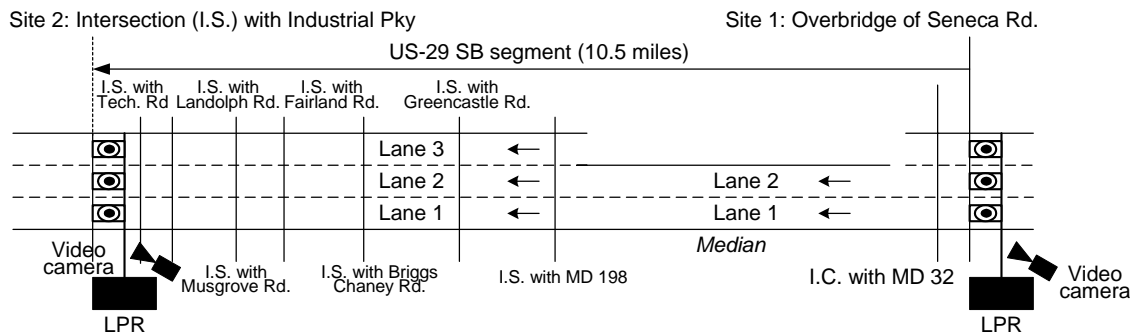 Site 2: Intersection (I.S.) with Industrial Pky
Site 1: Overbridge of Seneca Rd.
US-29 SB segment (10.5 miles)
I.S. with
Tech. Rd
I.S. with
Landolph Rd.
I.S. with
Fairland Rd.
I.S. with
Greencastle Rd.
Lane 3
Lane 2
Lane 2
Lane 1
Lane 1
Median
Video
camera
I.S. with
Musgrove Rd.
I.S. with Briggs
Chaney Rd.
I.S. with MD 198
I.C. with MD 32
Video
camera
LPR
LPR